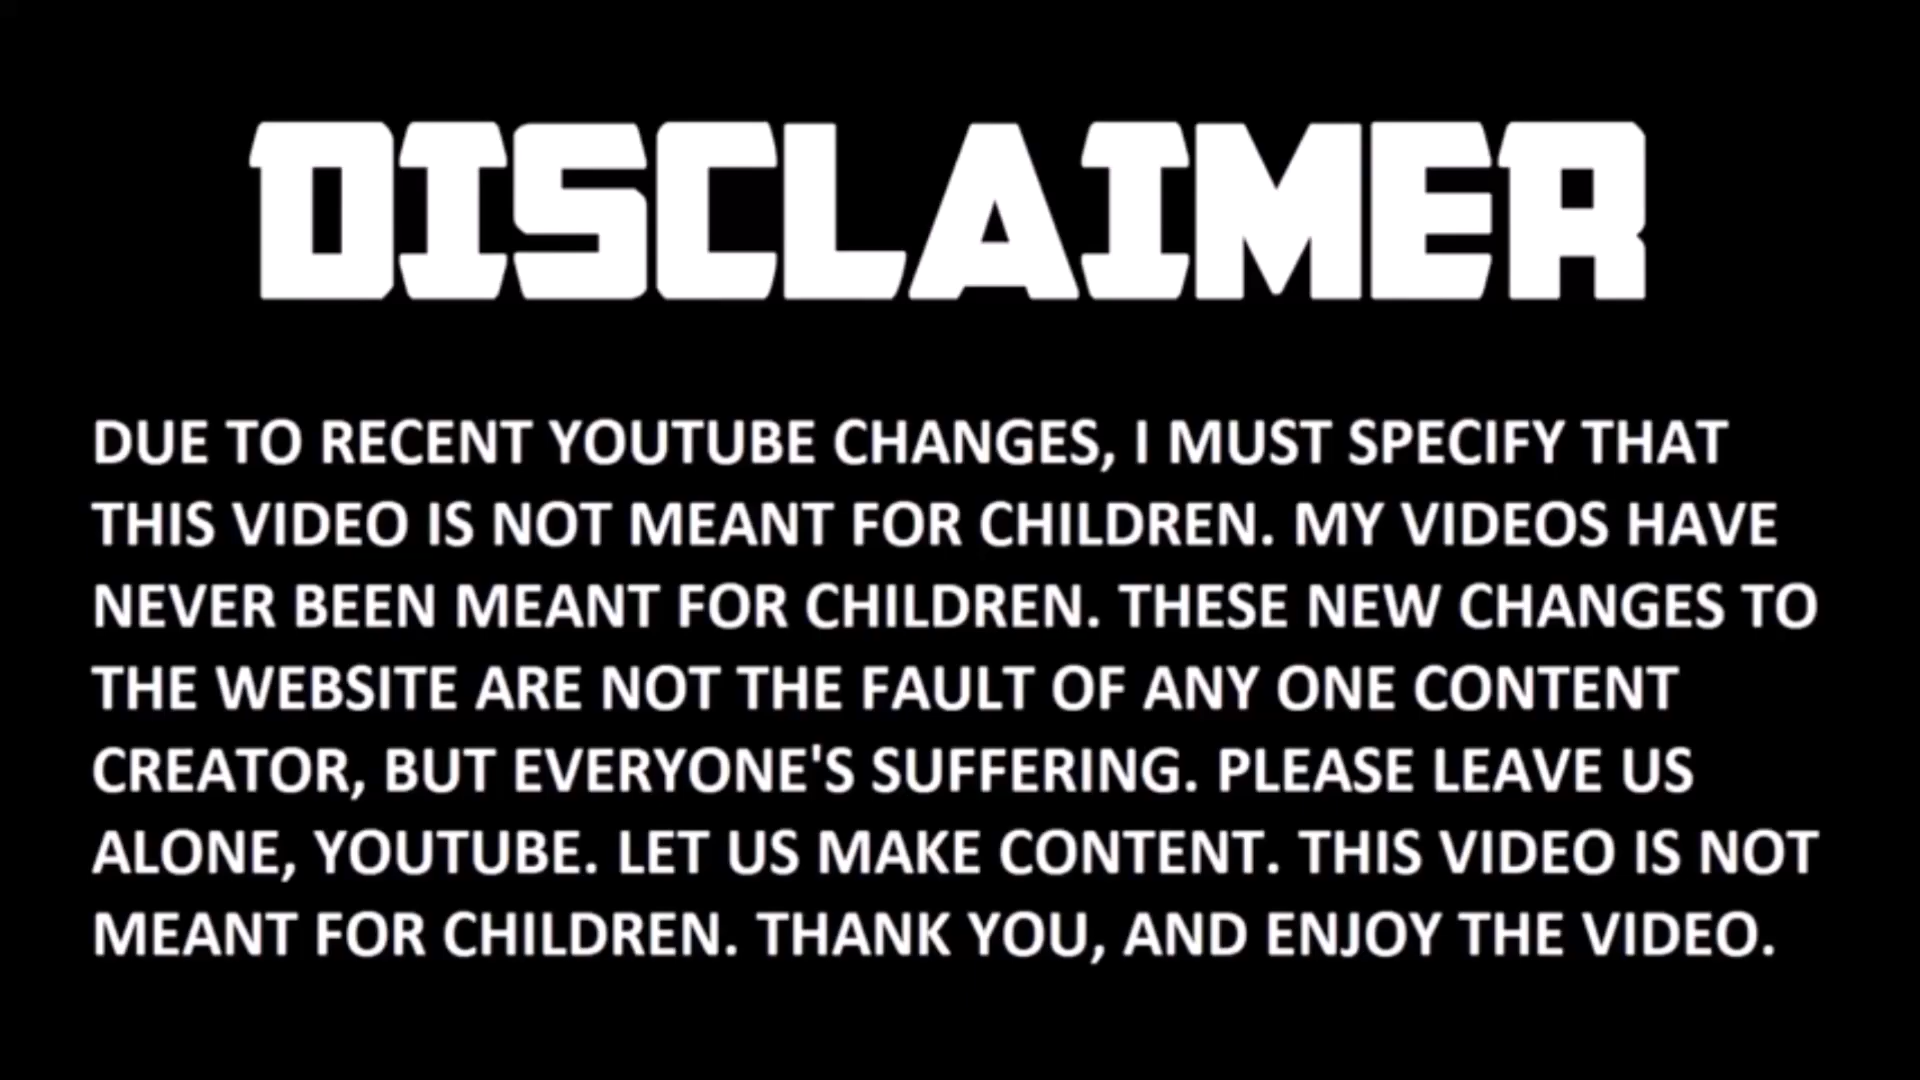 DISCLAIMER
DUE TO RECENT YOUTUBE CHANGES, I MUST SPECIFY THAT
THIS VIDEO IS NOT MEANT FOR CHILDREN. MY VIDEOS HAVE
NEVER BEEN MEANT FOR CHILDREN. THESE NEW CHANGES TO
THE WEBSITE ARE NOT THE FAULT OF ANY ONE CONTENT
CREATOR, BUT EVERYONE'S SUFFERING. PLEASE LEAVE US
ALONE, YOUTUBE. LET US MAKE CONTENT. THIS VIDEO IS NOT
MEANT FOR CHILDREN. THANK YOU, AND ENJOY THE VIDEO.